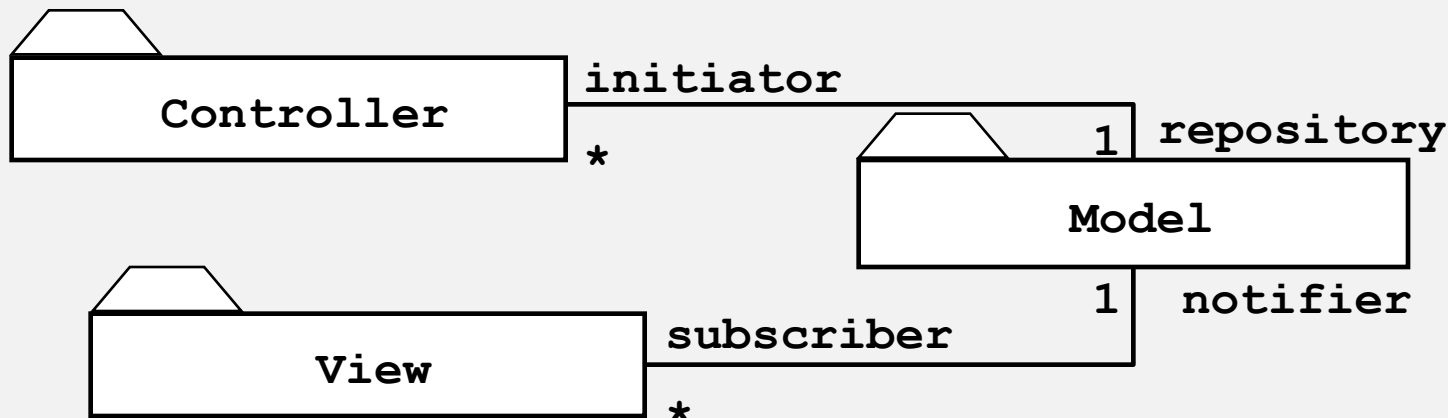 initiator
Controller
*
1
repository
Model
1
notifier
subscriber
View
*